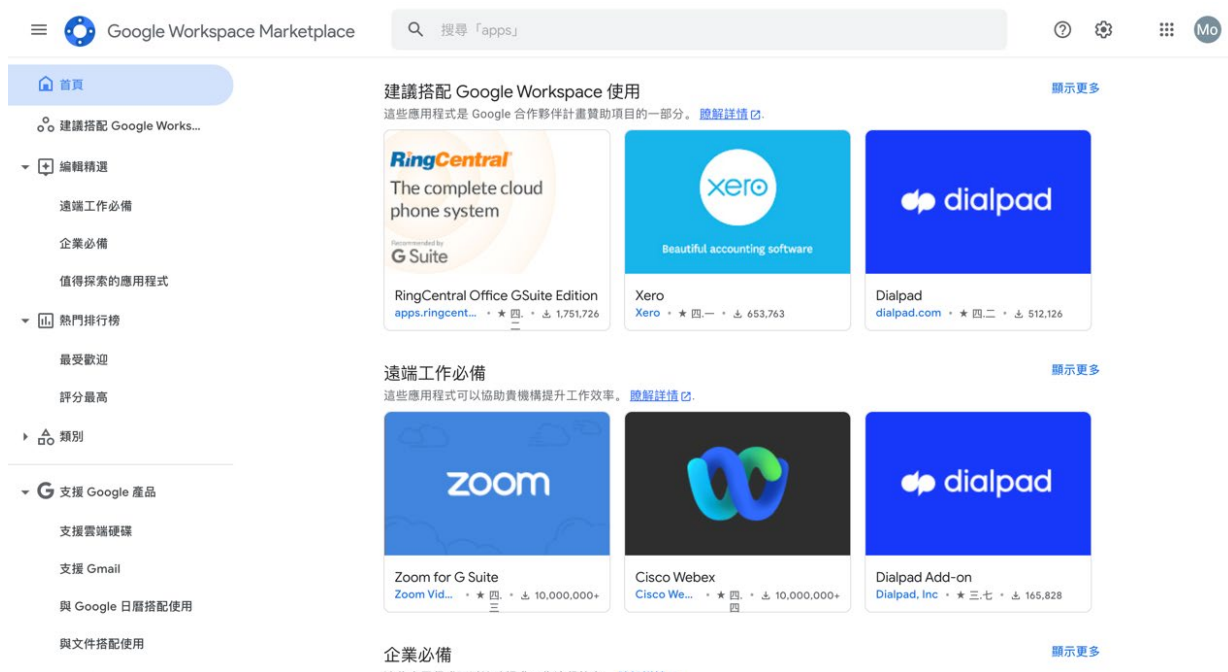 Google Workspace Marketplace
搜尋「apps」
Mo
首頁
建議搭配 Google Works...
編輯精選
遠端工作必備
企業必備
值得探索的應用程式
熱門排行榜
最受歡迎
評分最高
類別
支援 Google 產品
支援雲端硬碟
支援 Gmail
與 Google 日曆搭配使用
與文件搭配使用
建議搭配 Google Workspace 使用
顯示更多
這些應用程式是 Google 合作夥伴計畫贊助項目的一部分。 瞭解詳情.
RingCentral
The complete cloud
phone system
Recommended by
G Suite
RingCentral Office GSuite Edition
apps.ringcent... • ★ 四.二 • 1,751,726
xero
Beautiful accounting software
Xero
Xero • ★ 四.一 • 653,763
dialpad
Dialpad
dialpad.com • ★ 四.二 • 512,126
遠端工作必備
顯示更多
這些應用程式可以協助貴機構提升工作效率。 瞭解詳情.
zoom
Zoom for G Suite
Zoom Vid... • ★ 四.三 • 10,000,000+
Cisco Webex
Cisco We... • ★ 四.四 • 10,000,000+
dialpad
Dialpad Add-on
Dialpad, Inc • ★ 三.七 • 165,828
企業必備
顯示更多